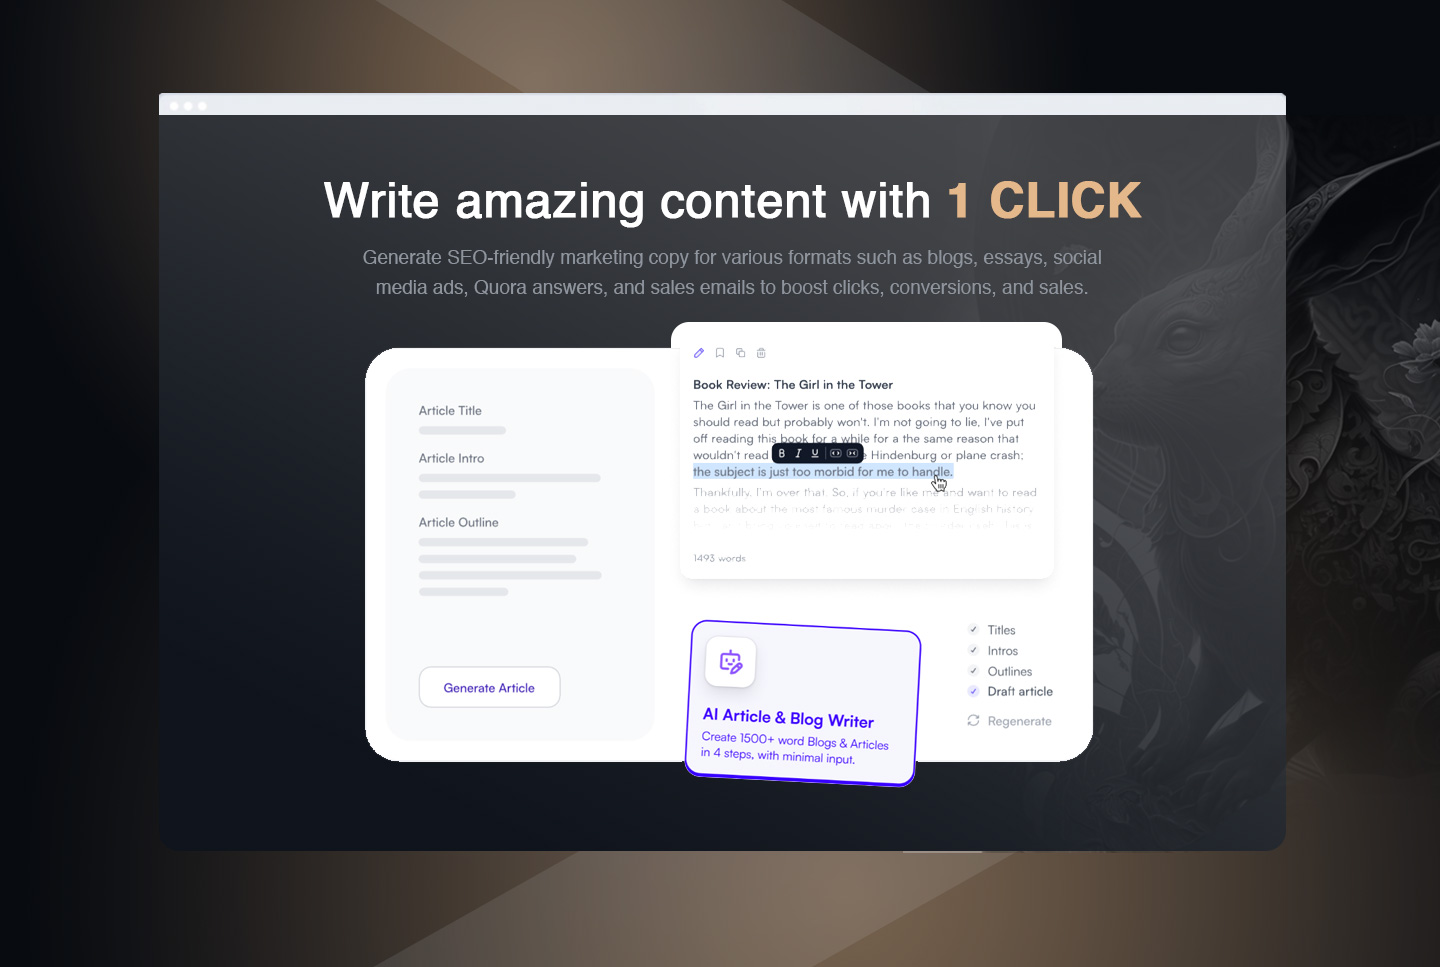 Write amazing content with 1 CLICK
Generate SEO-friendly marketing copy for various formats such as blogs, essays, social
media ads, Quora answers, and sales emails to boost clicks, conversions, and sales.
Article Title
Article Intro
Article Outline
Generate Article
Book Review: The Girl in the Tower
The Girl in the Tower is one of those books that you know you
should read but probably won't. I'm not going to lie, I've put
off reading this book for a while for a the same reason that
wouldn't read
B I U
Hindenburg or plane crash:
the subject is just too morbid for me to handle.
Thankfully, I'm over that. So, if you're like me and want to read
a book about the most famous murder case in English history
1493 words
AI Article & Blog Writer
Create 1500+ word Blogs & Articles
in 4 steps, with minimal input.
Titles
Intros
Outlines
Draft article
Regenerate